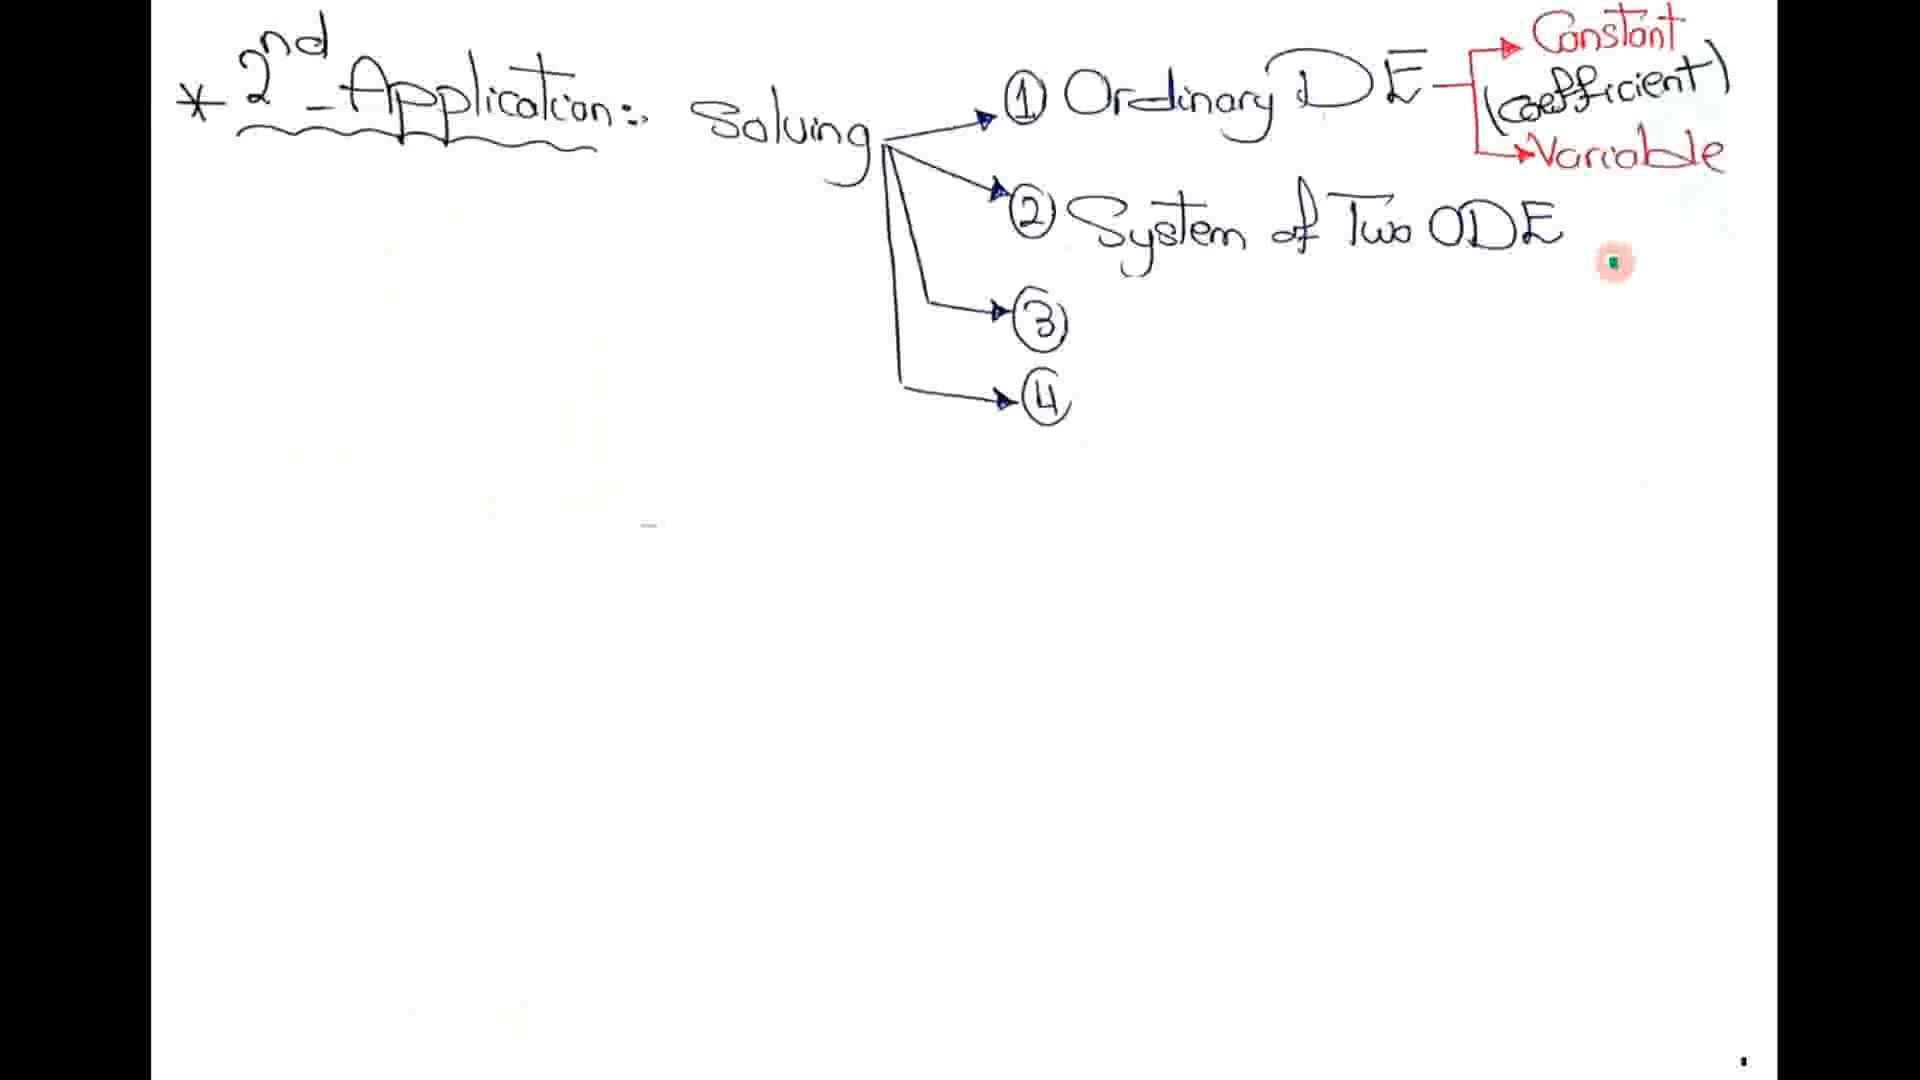 * 2nd - Application:- Solving
① Ordinary DE
Constant
(coefficient)
Variable
② System of Two ODE
③
④